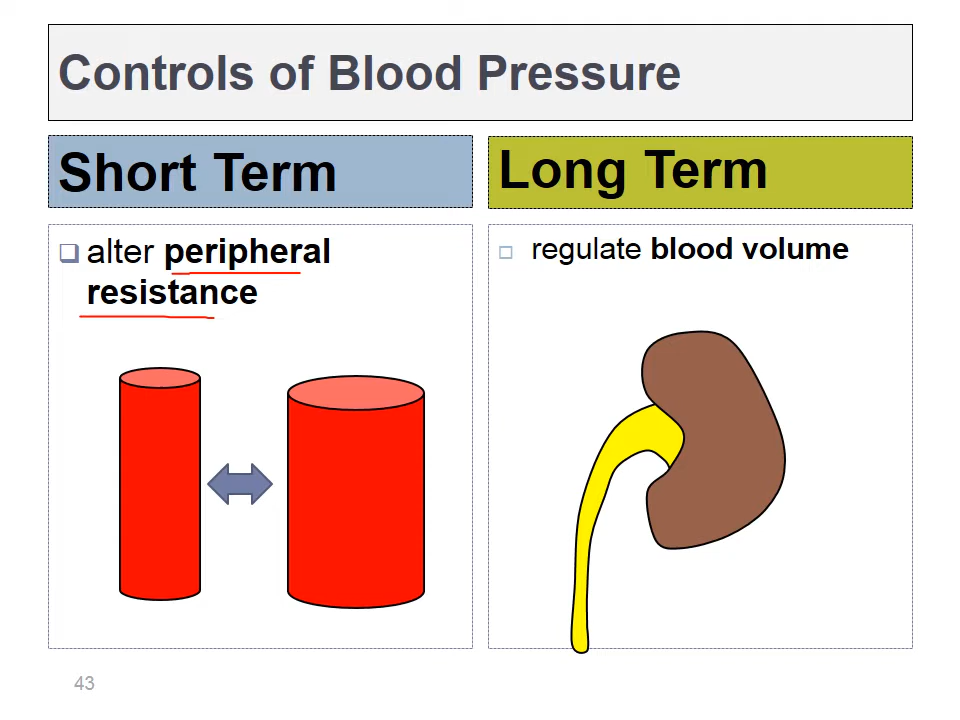 Controls of Blood Pressure
Short Term
Long Term
alter peripheral
resistance
regulate blood volume
43